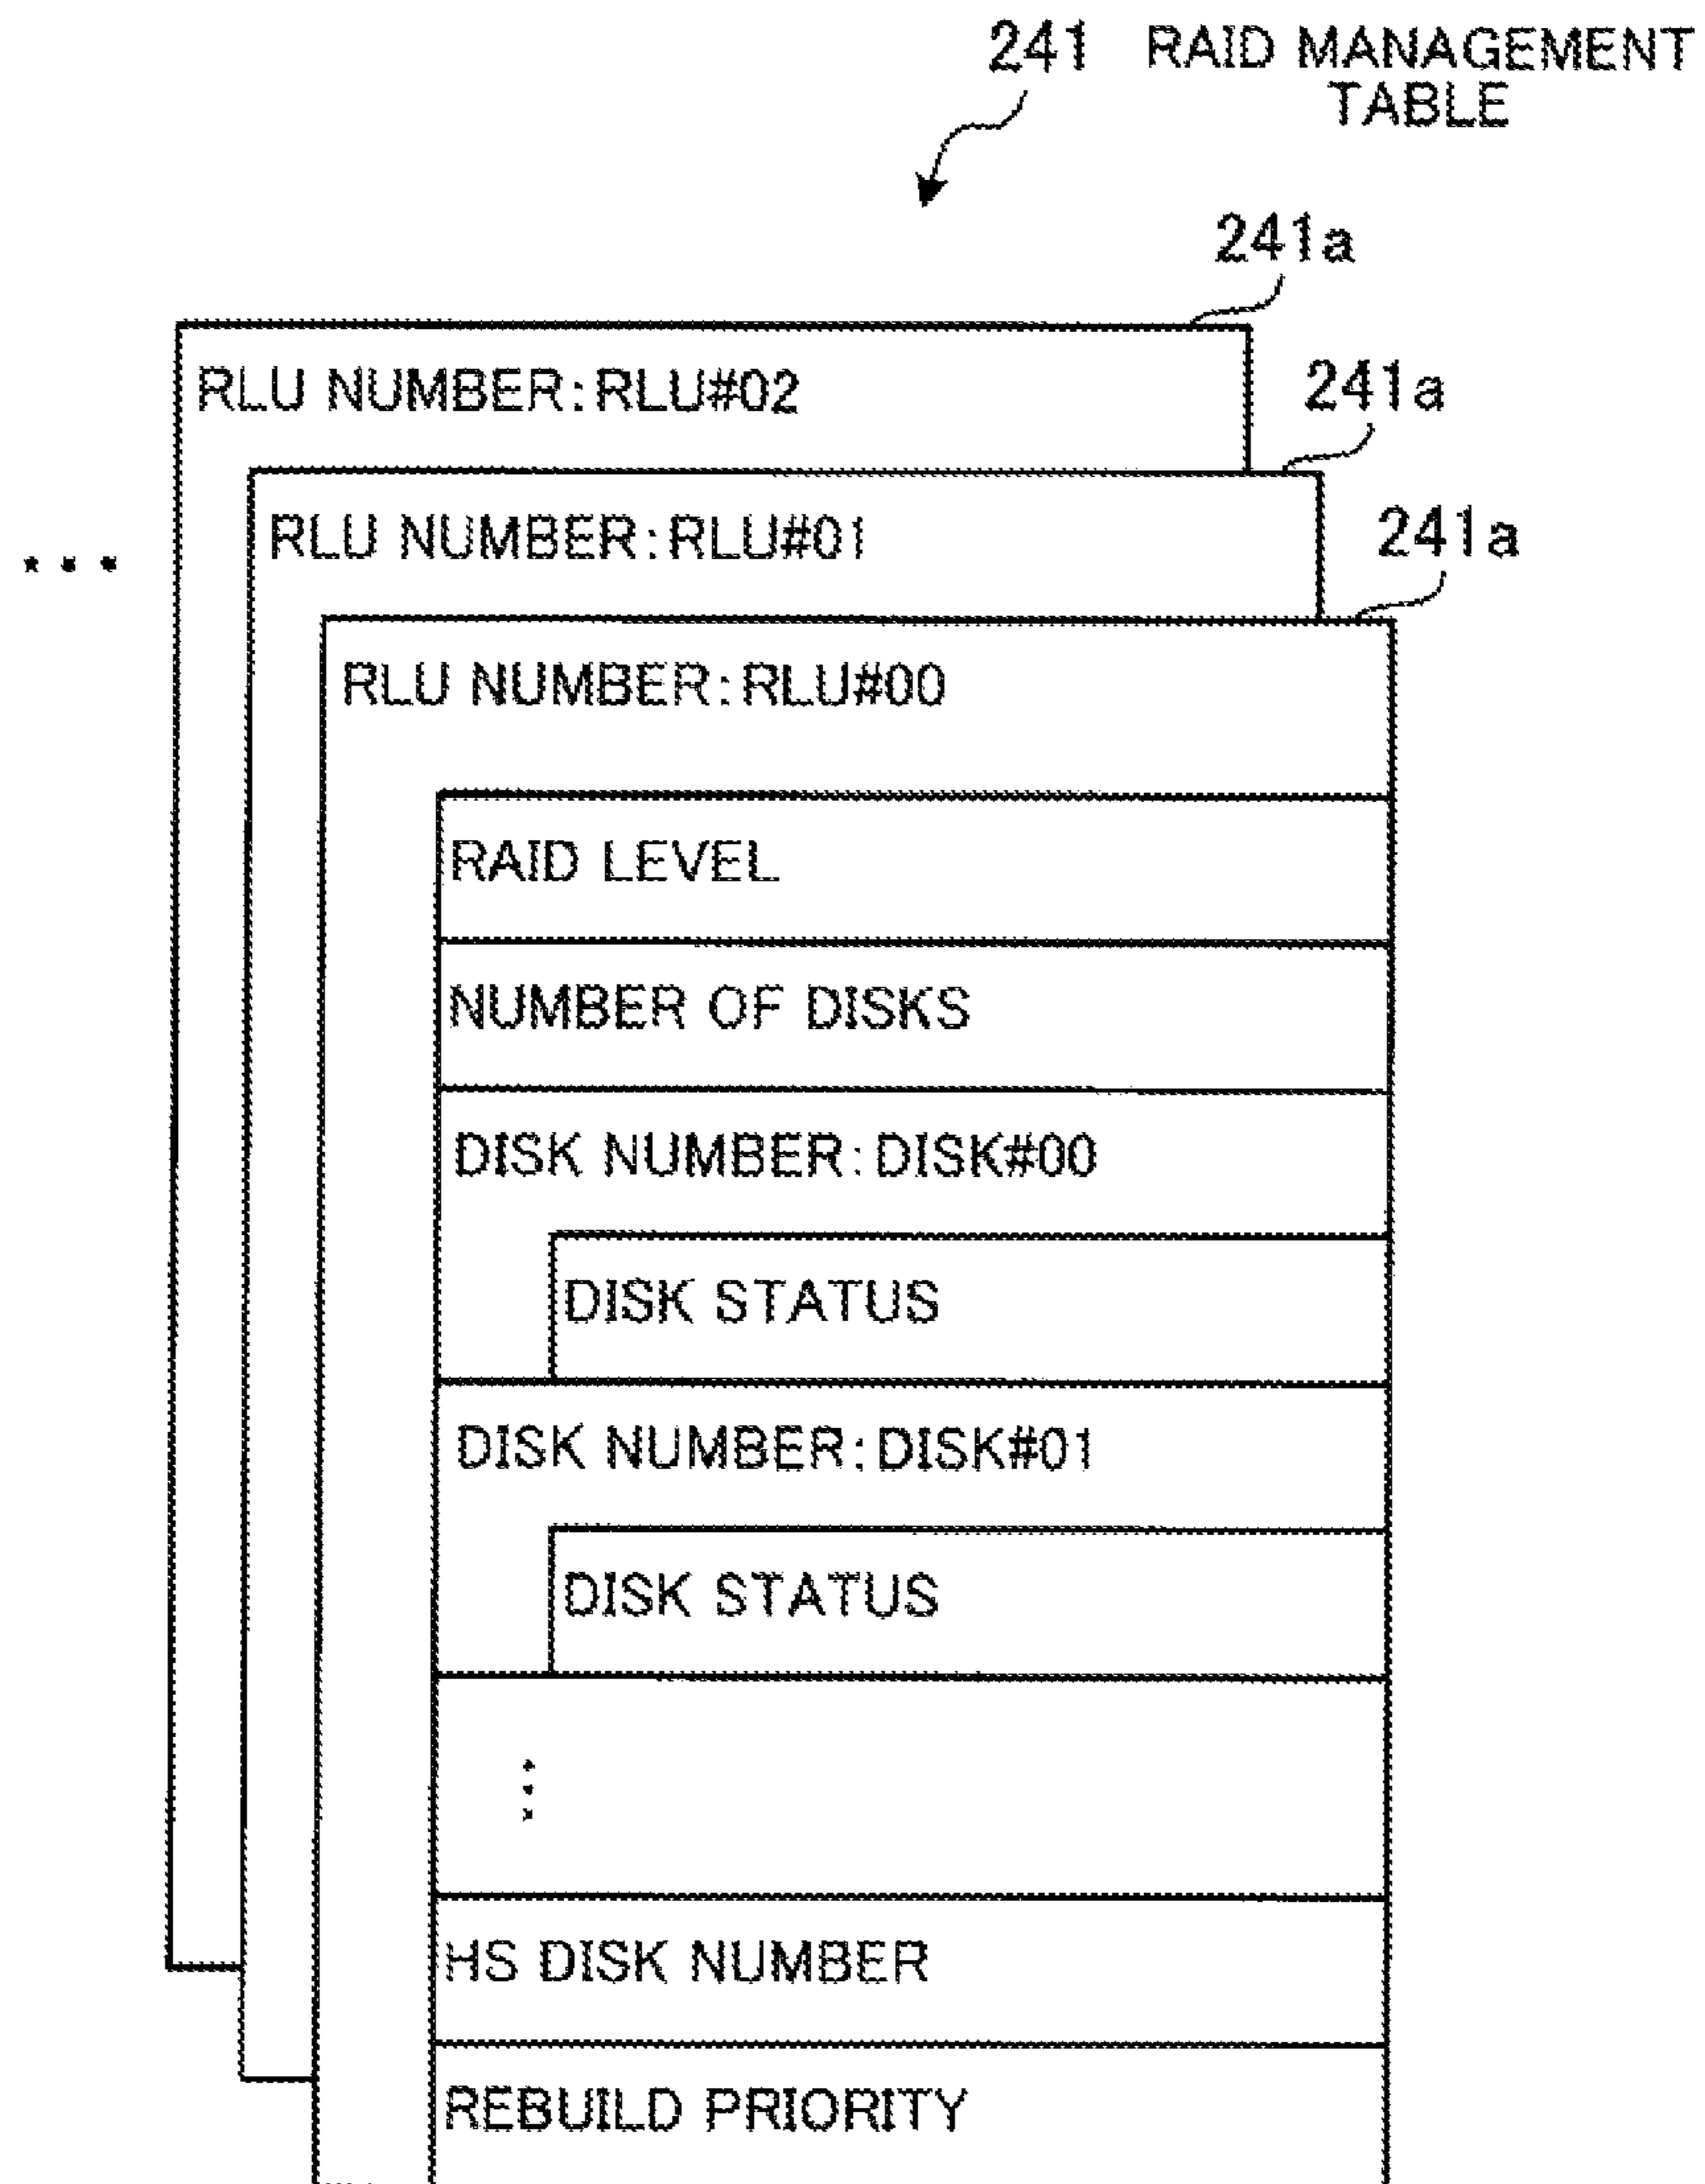 241 RAID MANAGEMENT
TABLE
241a
RLU NUMBER:RLU#02
241a
RLU NUMBER:RLU#01
241a
...
RLU NUMBER:RLU#00
RAID LEVEL
NUMBER OF DISKS
DISK NUMBER:DISK#00
DISK STATUS
DISK NUMBER:DISK#01
DISK STATUS
...
HS DISK NUMBER
REBUILD PRIORITY